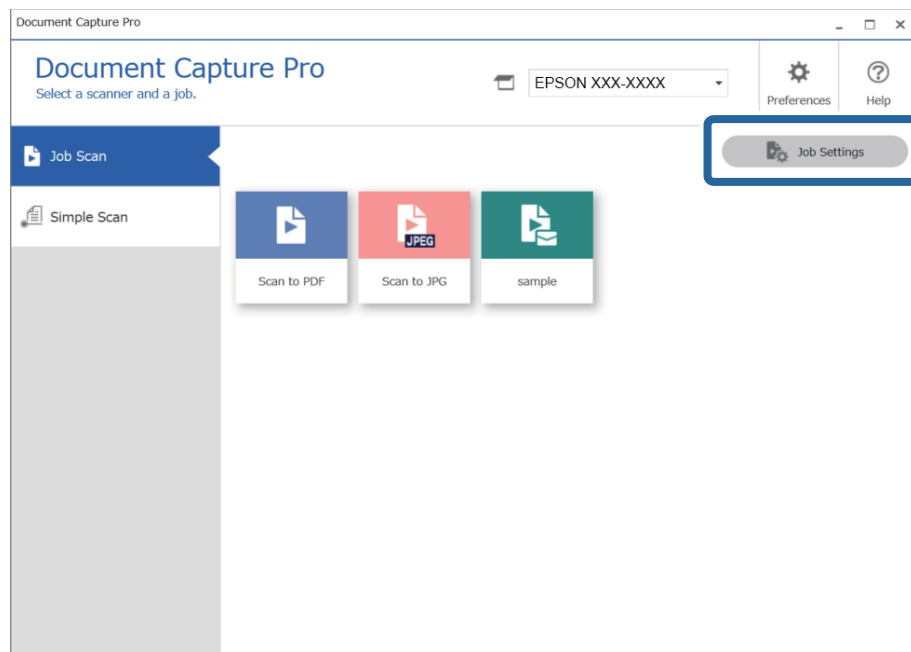 Document Capture Pro
Document Capture Pro
Select a scanner and a job.
EPSON XXX-XXXX
Preferences
Help
Job Scan
Job Settings
Simple Scan
JPEG
Scan to PDF
Scan to JPG
sample